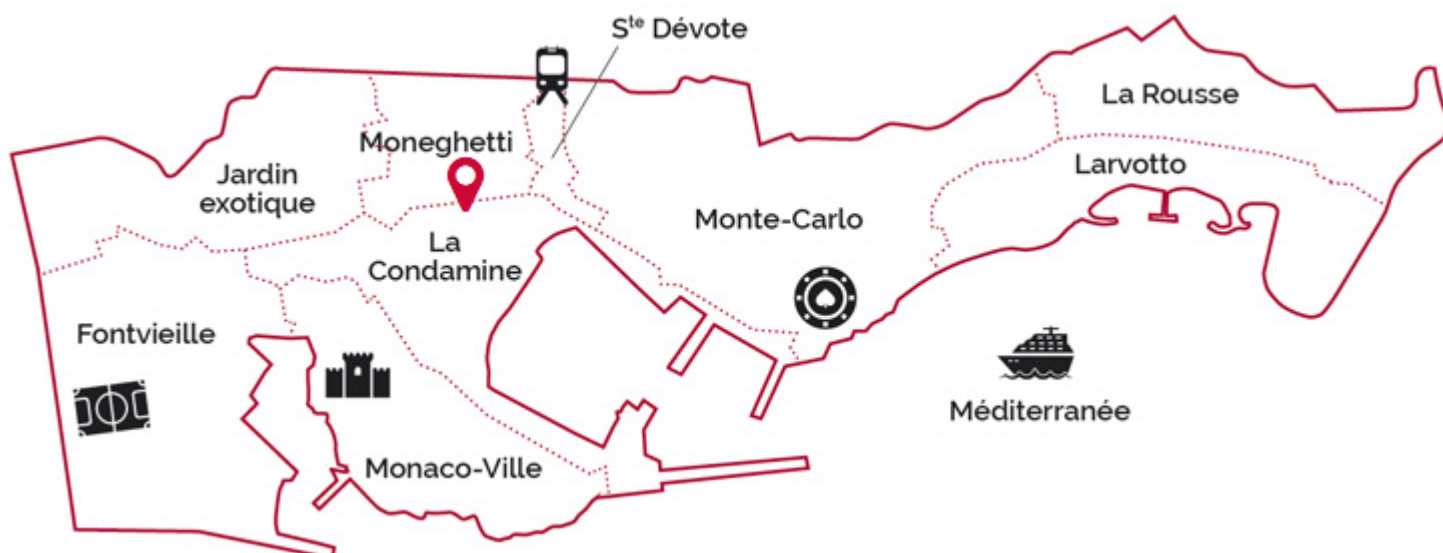 Sᵗᵉ Dévote
La Rousse
Moneghetti
Larvotto
Jardin
exotique
Monte-Carlo
La
Condamine
Fontvieille
Méditerranée
Monaco-Ville